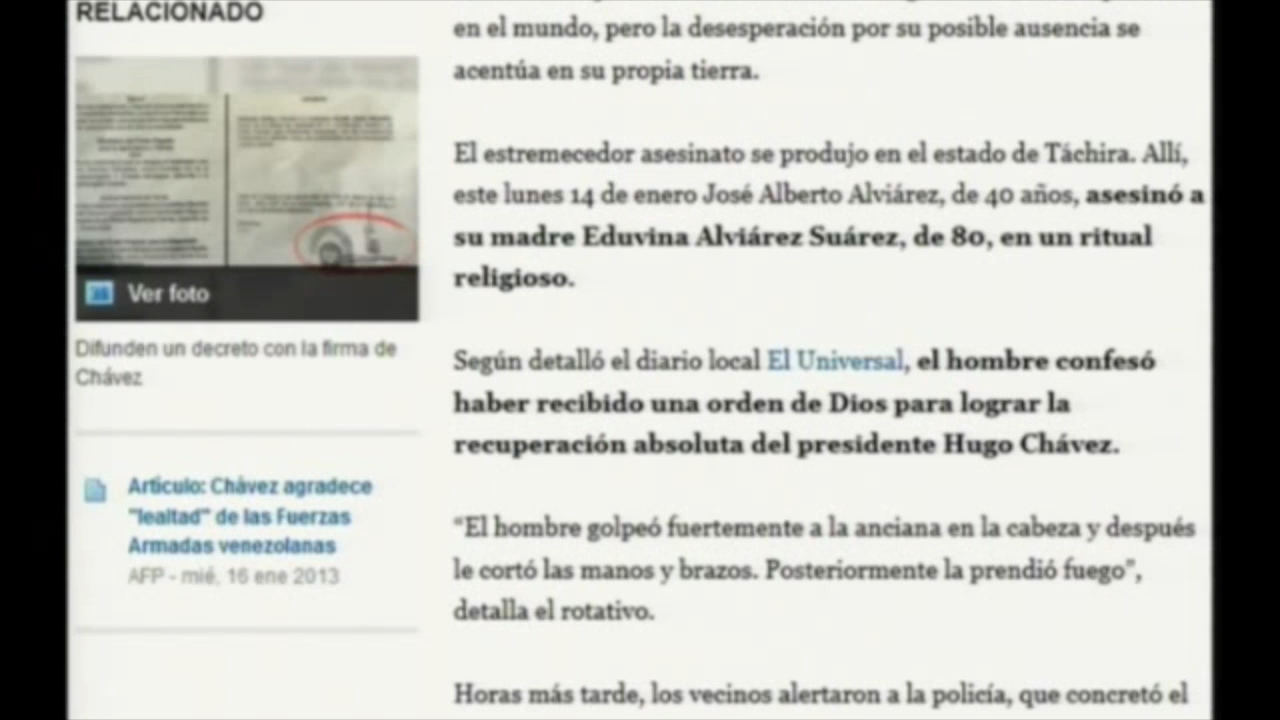 RELACIONADO
Ver foto
Difunden un decreto con la firma de
Chávez
Artículo: Chávez agradece
"lealtad" de las Fuerzas
Armadas venezolanas
AFP - mié, 16 ene 2013
en el mundo, pero la desesperación por su posible ausencia se
acentúa en su propia tierra.
El estremecedor asesinato se produjo en el estado de Táchira. Allí,
este lunes 14 de enero José Alberto Alviárez, de 40 años, asesinó a
su madre Eduvina Alviárez Suárez, de 80, en un ritual
religioso.
Según detalló el diario local El Universal, el hombre confesó
haber recibido una orden de Dios para lograr la
recuperación absoluta del presidente Hugo Chávez.
“El hombre golpeó fuertemente a la anciana en la cabeza y después
le cortó las manos y brazos. Posteriormente la prendió fuego”,
detalla el rotativo.
Horas más tarde, los vecinos alertaron a la policía, que concretó el